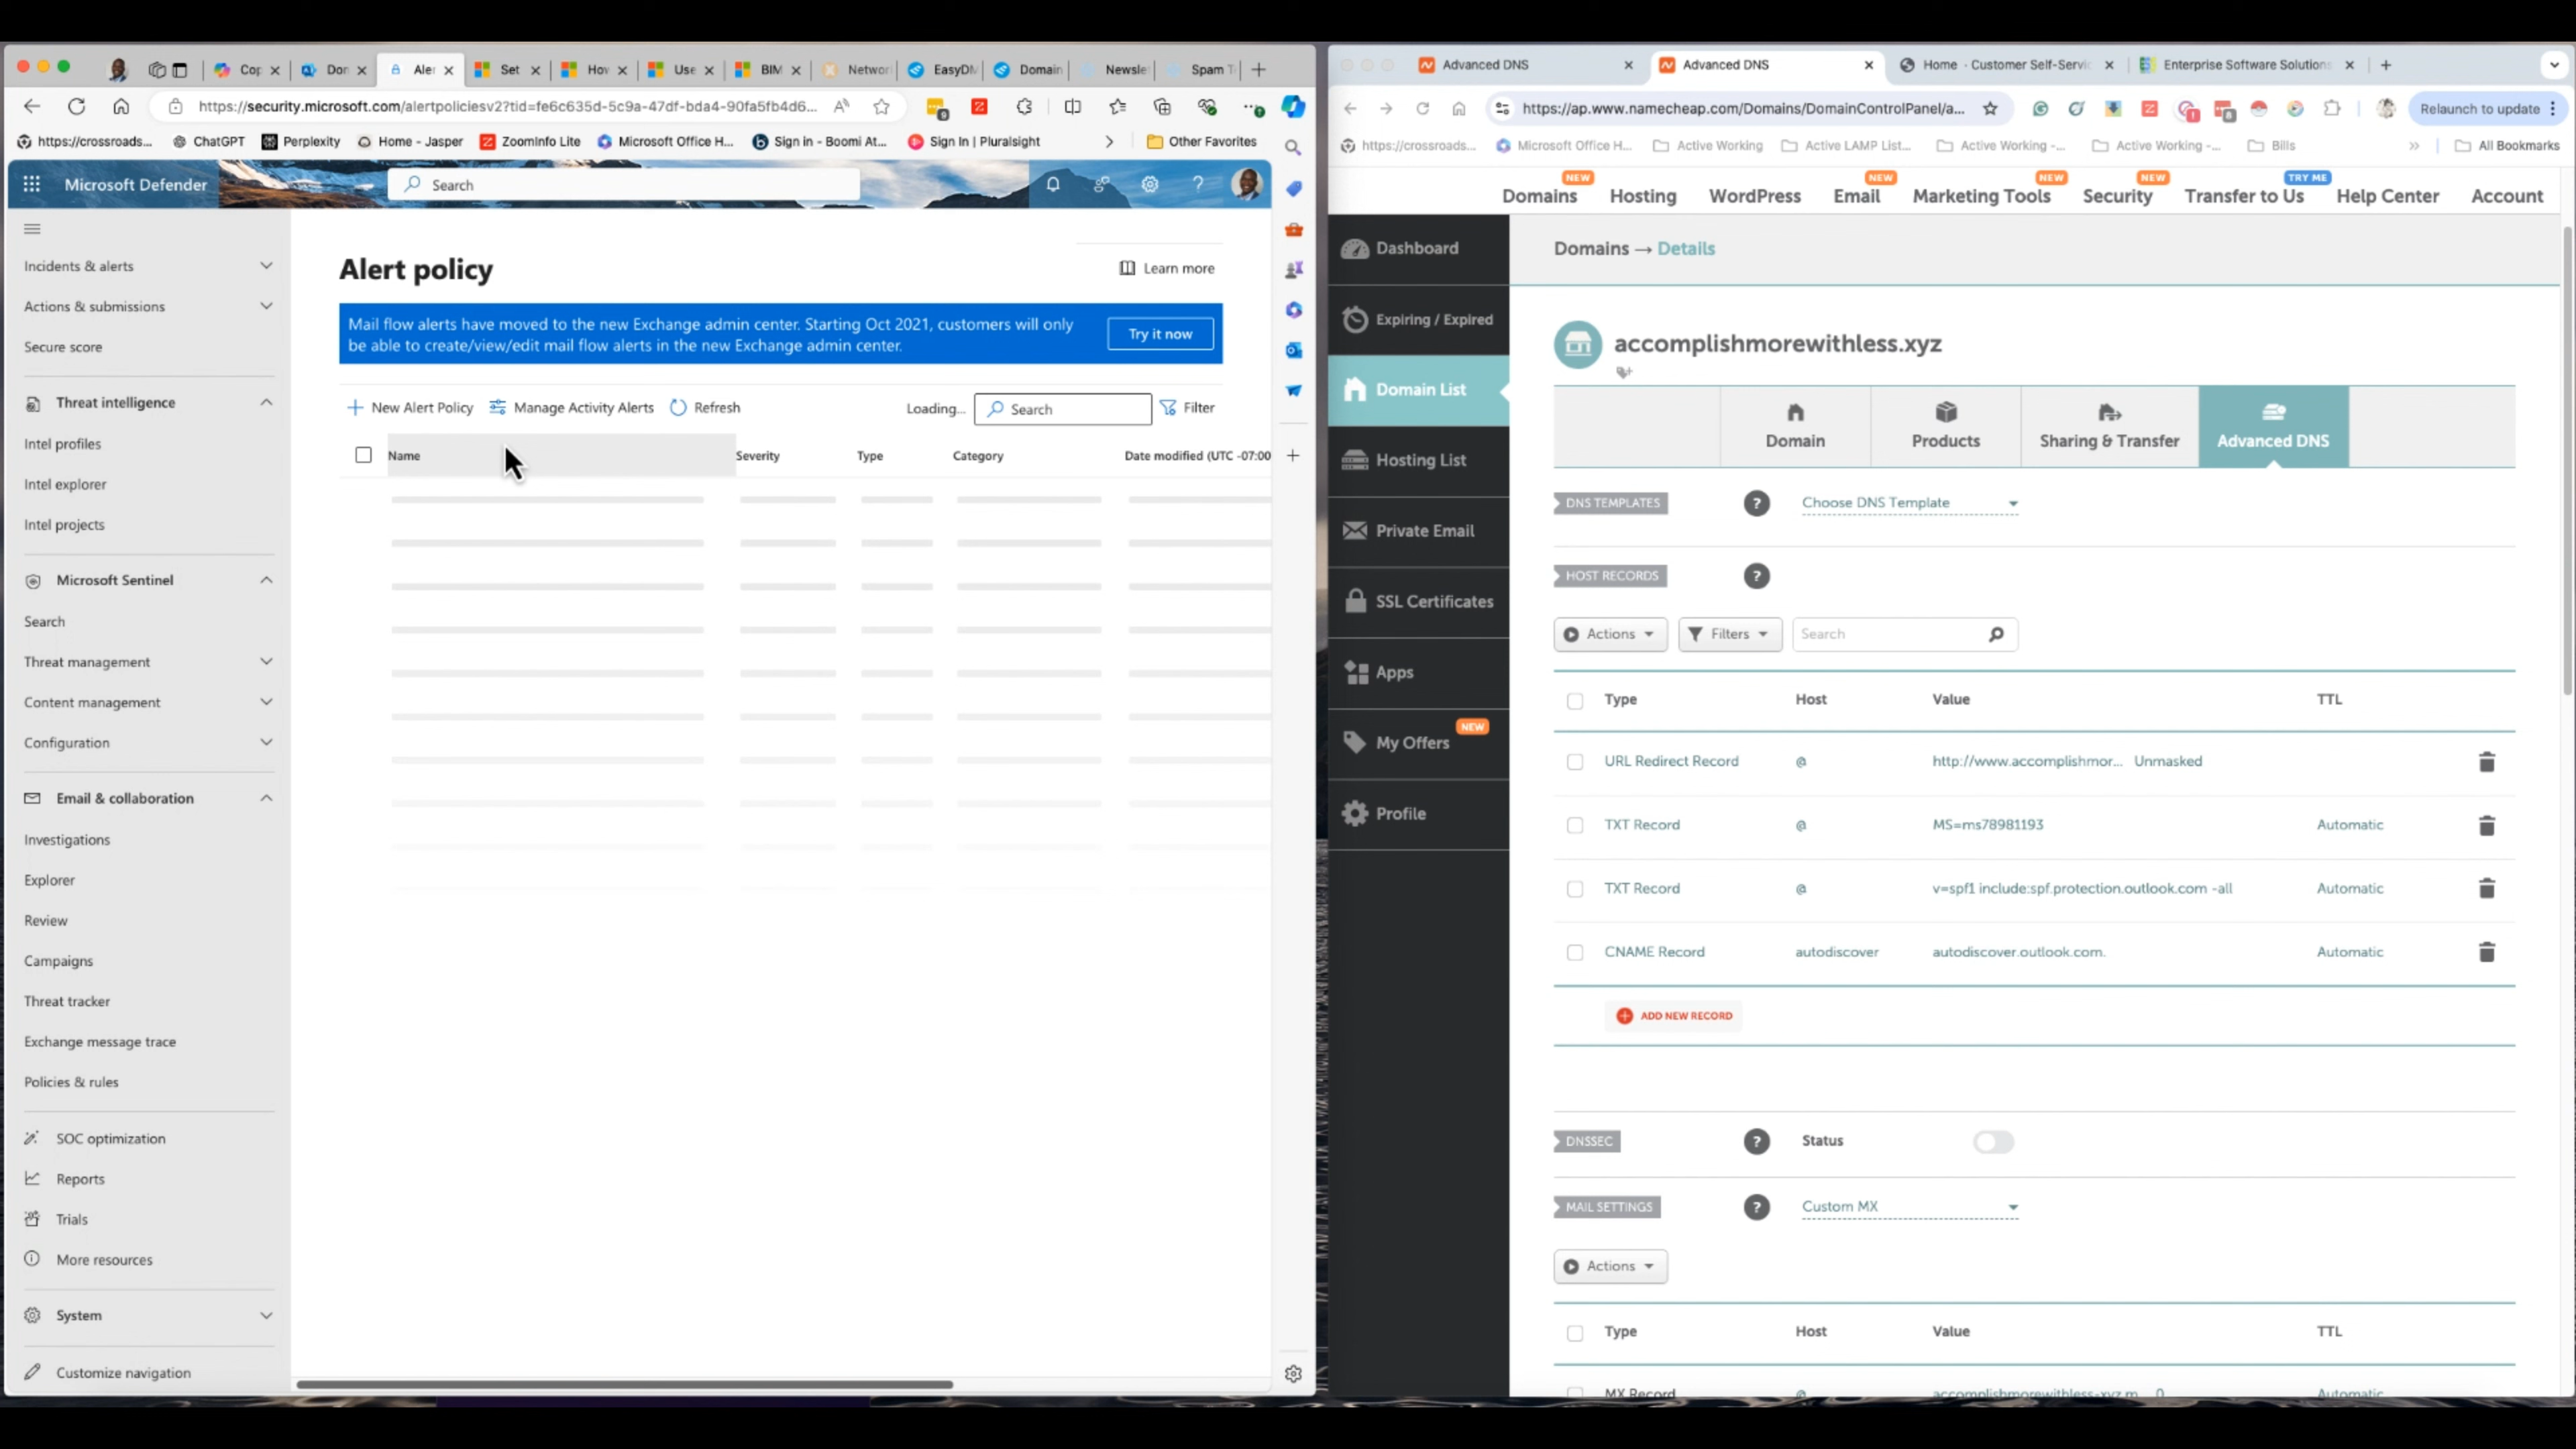 Cop
Don
Aler
Set
Hov
Use
BIM
Networ
EasyDM
Domain
Newsle
Spam T
https://security.microsoft.com/alertpoliciesv2?tid=fe6c635d-5c9a-47df-bda4-90fa5fb4d6...
https://crossroads...
ChatGPT
Perplexity
Home - Jasper
ZoomInfo Lite
Microsoft Office H...
Sign in - Boomi At...
Sign In | Pluralsight
Other Favorites
Microsoft Defender
Search
Incidents & alerts
Actions & submissions
Secure score
Threat intelligence
Intel profiles
Intel explorer
Intel projects
Microsoft Sentinel
Search
Threat management
Content management
Configuration
Email & collaboration
Investigations
Explorer
Review
Campaigns
Threat tracker
Exchange message trace
Policies & rules
SOC optimization
Reports
Trials
More resources
System
Customize navigation
Alert policy
Learn more
Mail flow alerts have moved to the new Exchange admin center. Starting Oct 2021, customers will only
be able to create/view/edit mail flow alerts in the new Exchange admin center.
Try it now
New Alert Policy
Manage Activity Alerts
Refresh
Loading...
Search
Filter
Name Severity Type Category Date modified (UTC -07:00
Advanced DNS
Advanced DNS
Home - Customer Self-Servic
Enterprise Software Solutions
https://ap.www.namecheap.com/Domains/DomainControlPanel/a...
Relaunch to update
https://crossroads...
Microsoft Office H...
Active Working
Active LAMP List...
Active Working -...
Active Working -...
Bills
All Bookmarks
NEW NEW NEW NEW TRY ME
Domains Hosting WordPress Email Marketing Tools Security Transfer to Us Help Center Account
Dashboard
Expiring / Expired
Domain List
Hosting List
Private Email
SSL Certificates
Apps
NEW
My Offers
Profile
Domains → Details
accomplishmorewithless.xyz
Domain
Products
Sharing & Transfer
Advanced DNS
DNS TEMPLATES ? Choose DNS Template
HOST RECORDS ?
Actions Filters Search
Type Host Value TTL
URL Redirect Record @ http://www.accomplishmor... Unmasked
TXT Record @ MS=ms78981193 Automatic
TXT Record @ v=spf1 include:spf.protection.outlook.com -all Automatic
CNAME Record autodiscover autodiscover.outlook.com. Automatic
ADD NEW RECORD
DNSSEC ? Status
MAIL SETTINGS ? Custom MX
Actions
Type Host Value TTL
MX Record @ accomplishmorewithless-xyz.m 0 Automatic